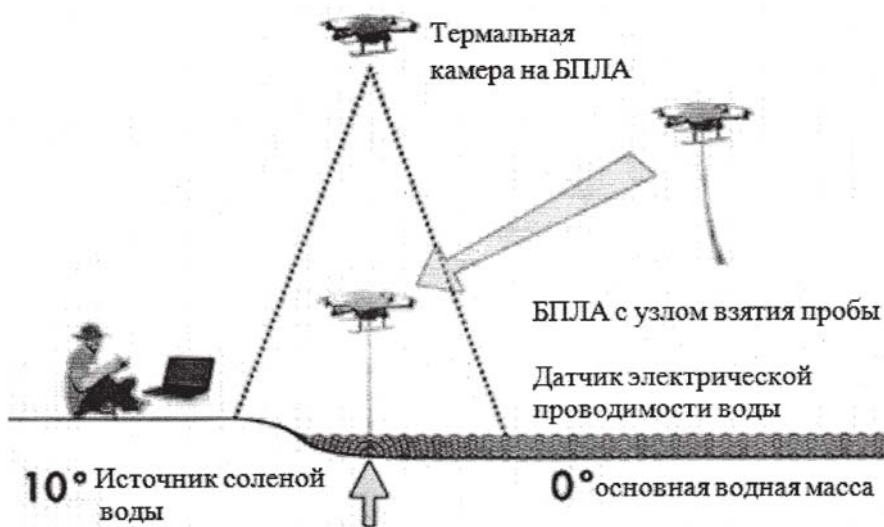 Термальная
камера на БПЛА
БПЛА с узлом взятия пробы
Датчик электрической
проводимости воды
10° Источник соленой
воды
0° основная водная масса